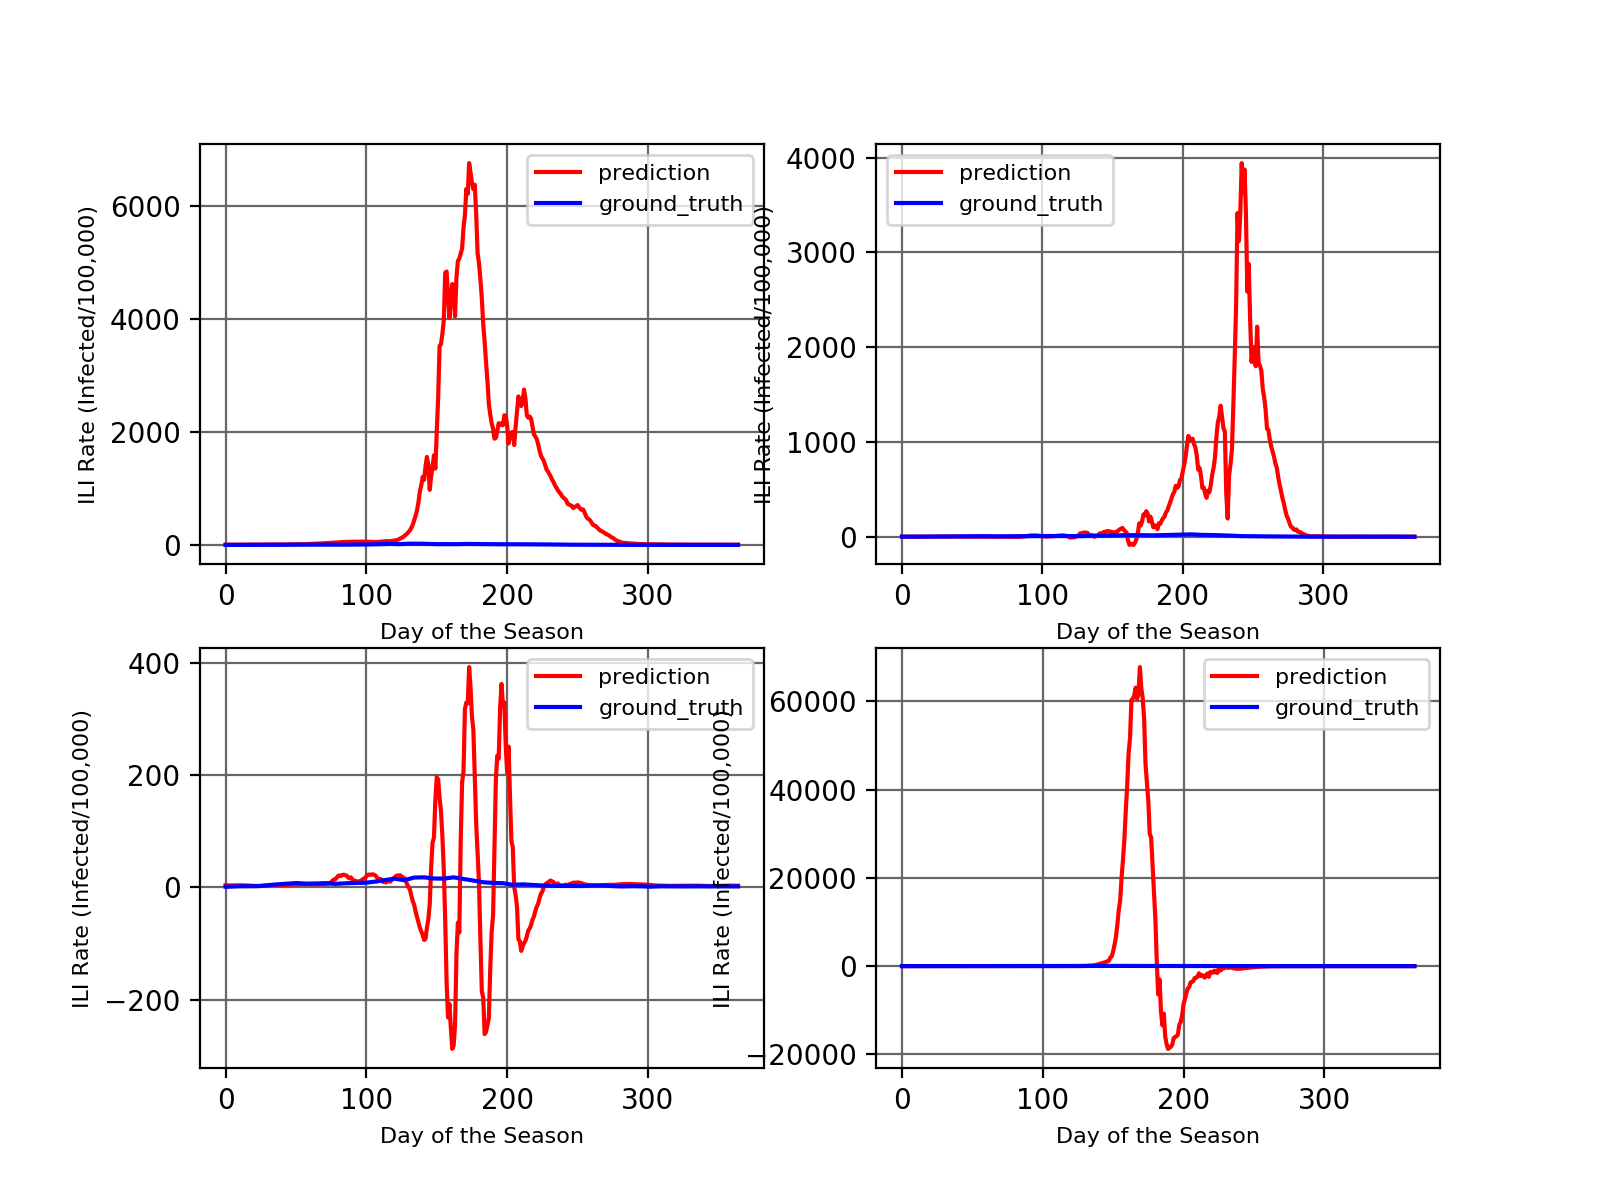 prediction
ground_truth
6000
4000
2000
0
0 100 200 300
Day of the Season
ILI Rate (Infected/100,000)
prediction
ground_truth
4000
3000
2000
1000
0
0 100 200 300
Day of the Season
ILI Rate (Infected/100,000)
prediction
ground_truth
400
200
0
−200
0 100 200 300
Day of the Season
ILI Rate (Infected/100,000)
prediction
ground_truth
60000
40000
20000
0
−20000
0 100 200 300
Day of the Season
ILI Rate (Infected/100,000)